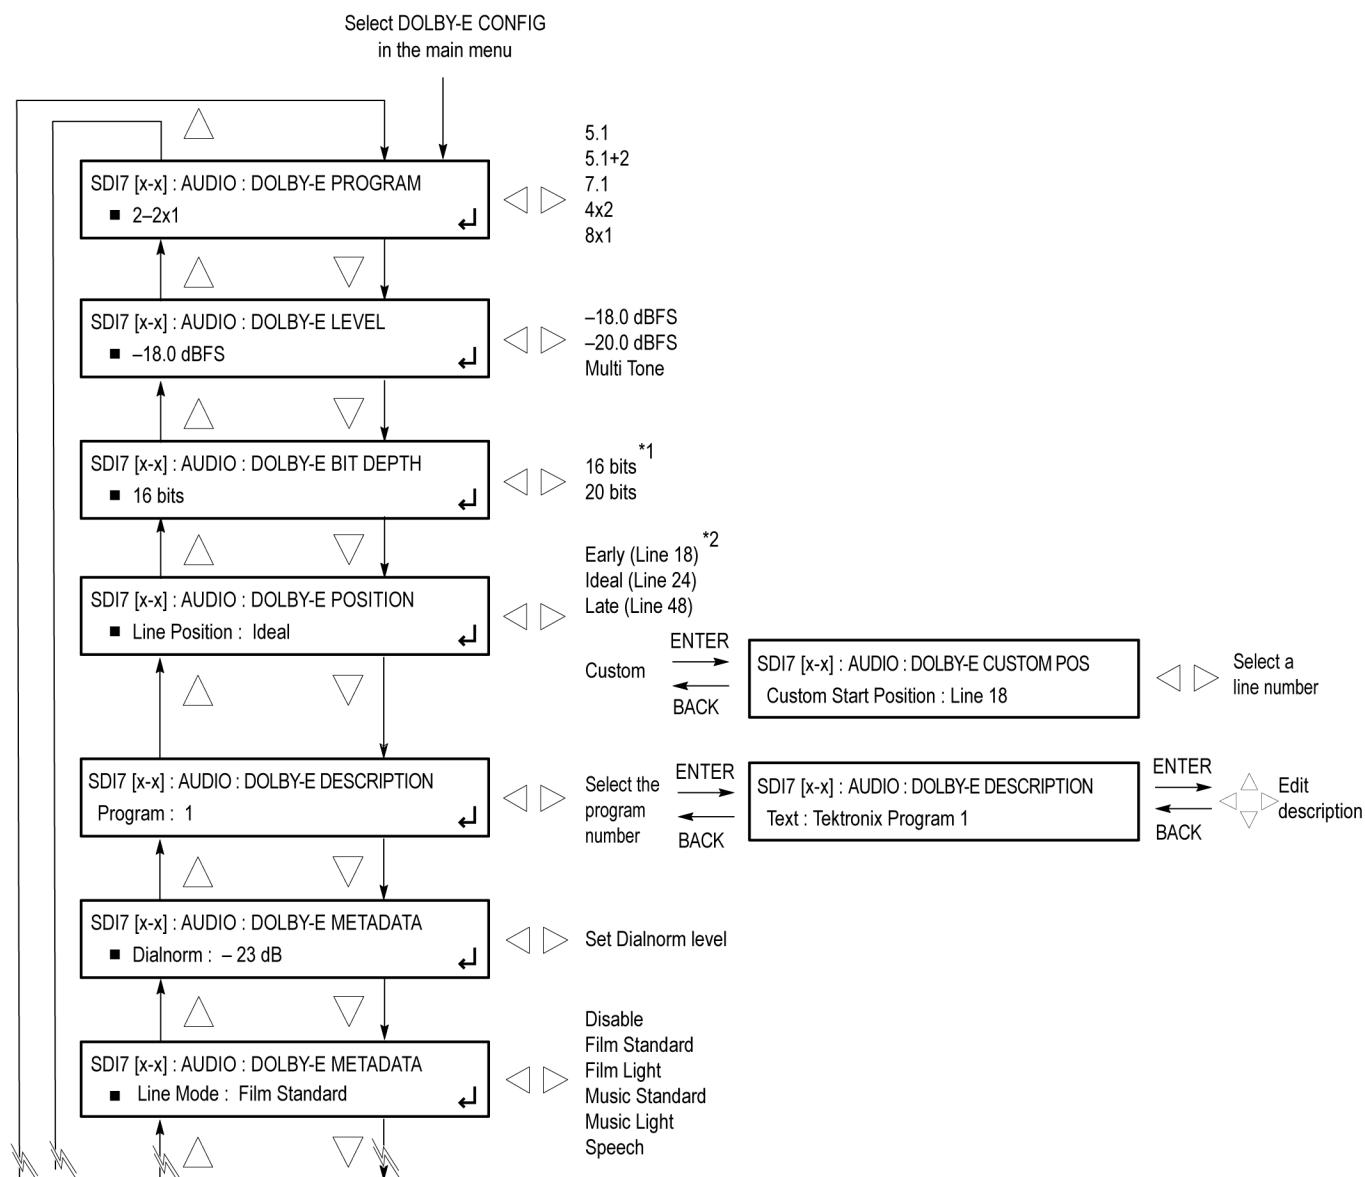 Select DOLBY-E CONFIG
in the main menu
SDI7 [x-x] : AUDIO : DOLBY-E PROGRAM
■ 2–2x1
5.1
5.1+2
7.1
4x2
8x1
SDI7 [x-x] : AUDIO : DOLBY-E LEVEL
■ –18.0 dBFS
–18.0 dBFS
–20.0 dBFS
Multi Tone
SDI7 [x-x] : AUDIO : DOLBY-E BIT DEPTH
■ 16 bits
16 bits *1
20 bits
SDI7 [x-x] : AUDIO : DOLBY-E POSITION
■ Line Position : Ideal
Early (Line 18) *2
Ideal (Line 24)
Late (Line 48)
Custom
ENTER
BACK
SDI7 [x-x] : AUDIO : DOLBY-E CUSTOM POS
Custom Start Position : Line 18
Select a
line number
SDI7 [x-x] : AUDIO : DOLBY-E DESCRIPTION
Program : 1
Select the
program
number
ENTER
BACK
SDI7 [x-x] : AUDIO : DOLBY-E DESCRIPTION
Text : Tektronix Program 1
ENTER
BACK
Edit
description
SDI7 [x-x] : AUDIO : DOLBY-E METADATA
■ Dialnorm : – 23 dB
Set Dialnorm level
SDI7 [x-x] : AUDIO : DOLBY-E METADATA
■ Line Mode : Film Standard
Disable
Film Standard
Film Light
Music Standard
Music Light
Speech